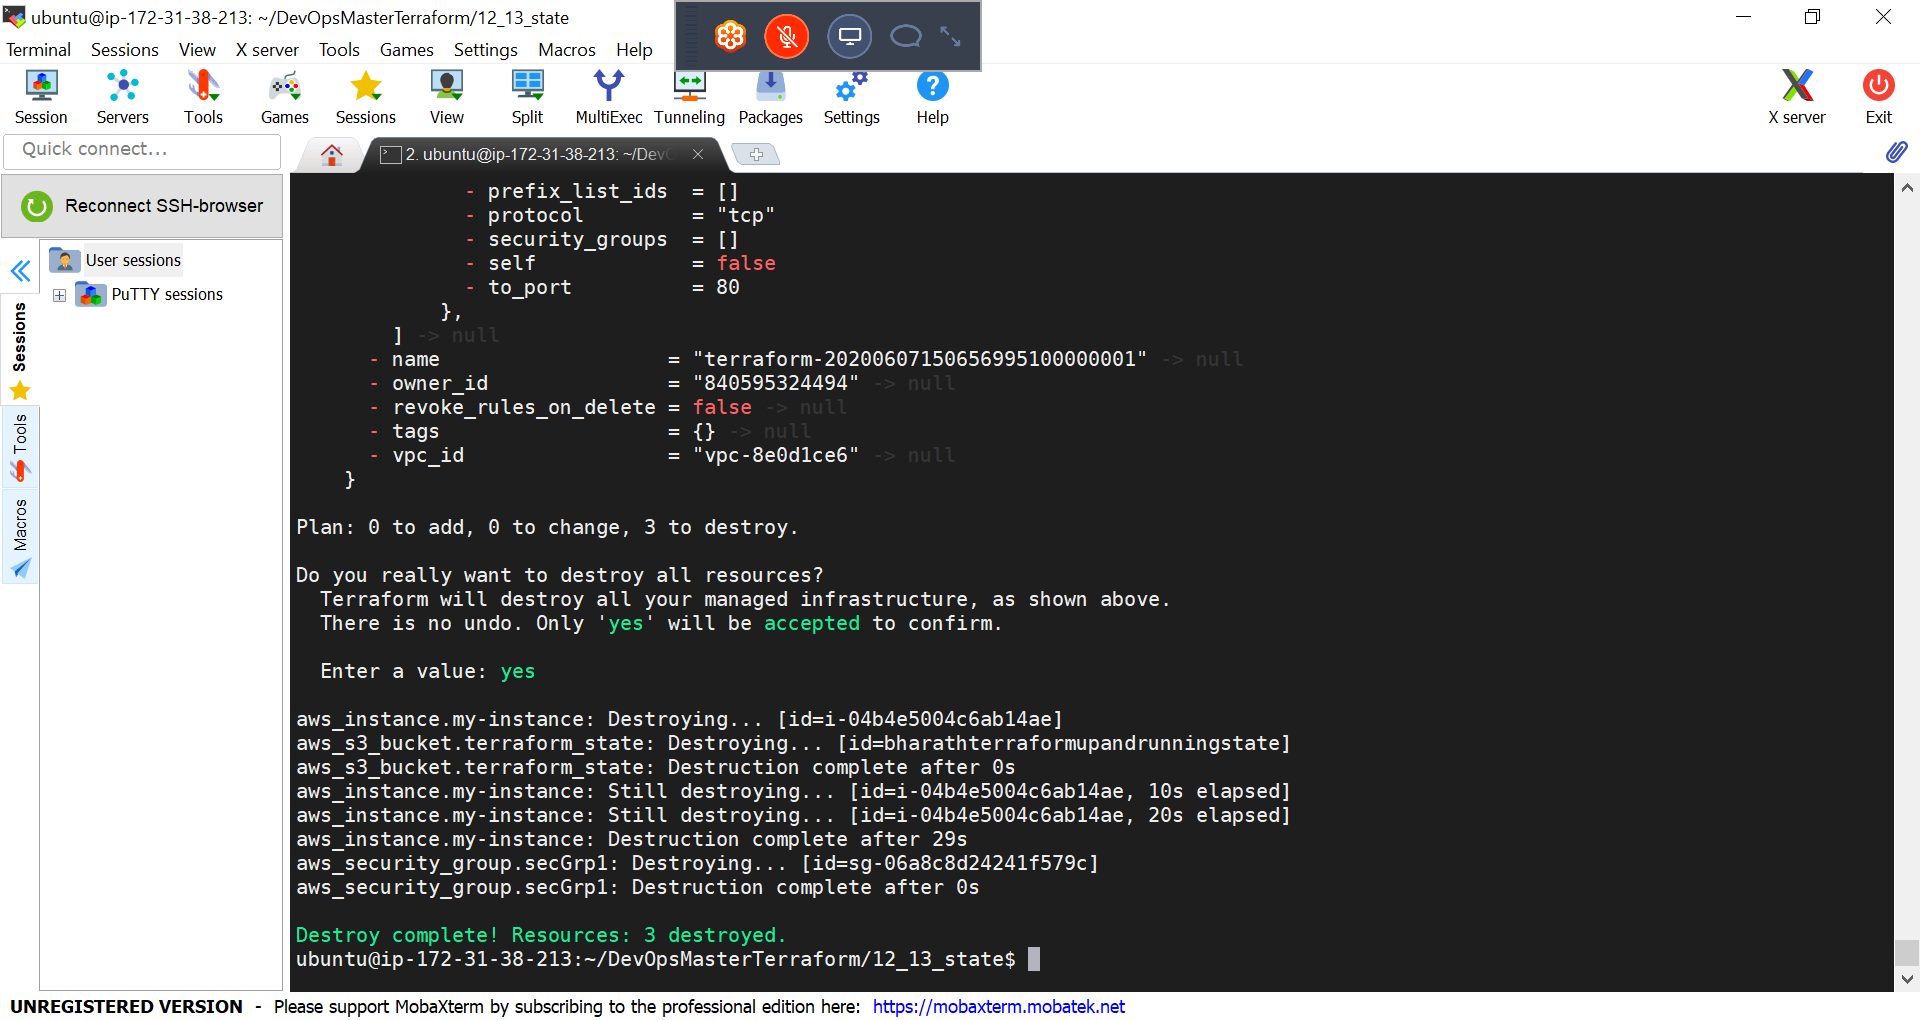 ubuntu@ip-172-31-38-213: ~/DevOpsMasterTerraform/12_13_state
Terminal Sessions View X server Tools Games Settings Macros Help
Session Servers Tools Games Sessions View Split MultiExec Tunneling Packages Settings Help X server Exit
Quick connect...
2. ubuntu@ip-172-31-38-213: ~/Dev
Reconnect SSH-browser
User sessions
PuTTY sessions
Sessions
Tools
Macros
- prefix_list_ids = []
- protocol = "tcp"
- security_groups = []
- self = false
- to_port = 80
},
] -> null
- name = "terraform-20200607150656995100000001" -> null
- owner_id = "840595324494" -> null
- revoke_rules_on_delete = false -> null
- tags = {} -> null
- vpc_id = "vpc-8e0d1ce6" -> null
}
Plan: 0 to add, 0 to change, 3 to destroy.
Do you really want to destroy all resources?
Terraform will destroy all your managed infrastructure, as shown above.
There is no undo. Only 'yes' will be accepted to confirm.
Enter a value: yes
aws_instance.my-instance: Destroying... [id=i-04b4e5004c6ab14ae]
aws_s3_bucket.terraform_state: Destroying... [id=bharathterraformupandrunningstate]
aws_s3_bucket.terraform_state: Destruction complete after 0s
aws_instance.my-instance: Still destroying... [id=i-04b4e5004c6ab14ae, 10s elapsed]
aws_instance.my-instance: Still destroying... [id=i-04b4e5004c6ab14ae, 20s elapsed]
aws_instance.my-instance: Destruction complete after 29s
aws_security_group.secGrp1: Destroying... [id=sg-06a8c8d24241f579c]
aws_security_group.secGrp1: Destruction complete after 0s
Destroy complete! Resources: 3 destroyed.
ubuntu@ip-172-31-38-213:~/DevOpsMasterTerraform/12_13_state$
UNREGISTERED VERSION - Please support MobaXterm by subscribing to the professional edition here: https://mobaxterm.mobatek.net